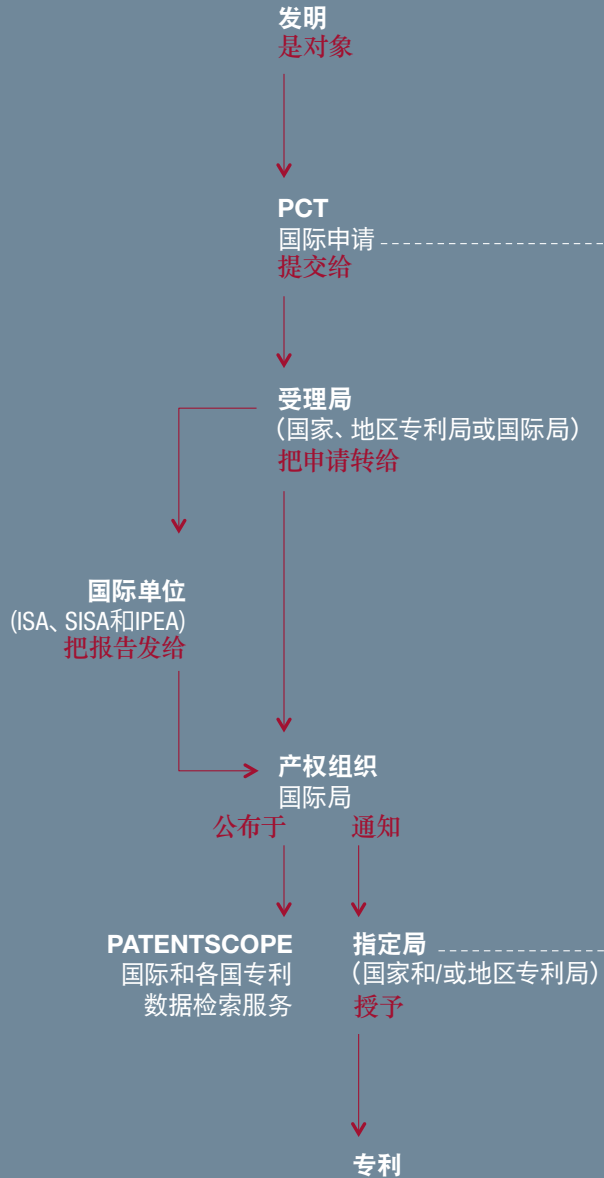 发明
是对象
PCT
国际申请
提交给
受理局
（国家、地区专利局或国际局）
把申请转给
国际单位
(ISA、SISA和IPEA)
把报告发给
产权组织
国际局
公布于
通知
PATENTSCOPE
国际和各国专利
数据检索服务
指定局
（国家和/或地区专利局）
授予
专利